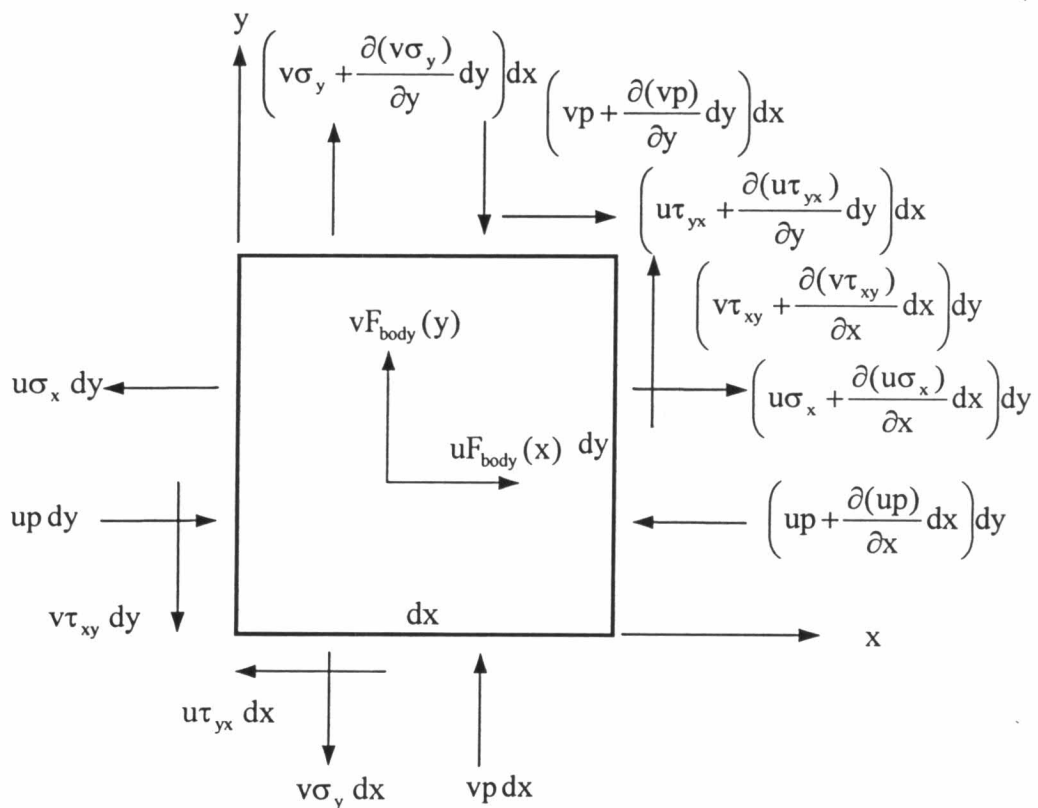 y
(vσ_y + ∂(vσ_y)/∂y dy)dx
(vp + ∂(vp)/∂y dy)dx
(uτ_yx + ∂(uτ_yx)/∂y dy)dx
(vτ_xy + ∂(vτ_xy)/∂x dx)dy
vF_body(y)
uσ_x dy
(uσ_x + ∂(uσ_x)/∂x dx)dy
uF_body(x) dy
up dy
(up + ∂(up)/∂x dx)dy
vτ_xy dy
dx
x
uτ_yx dx
vσ_y dx
vp dx